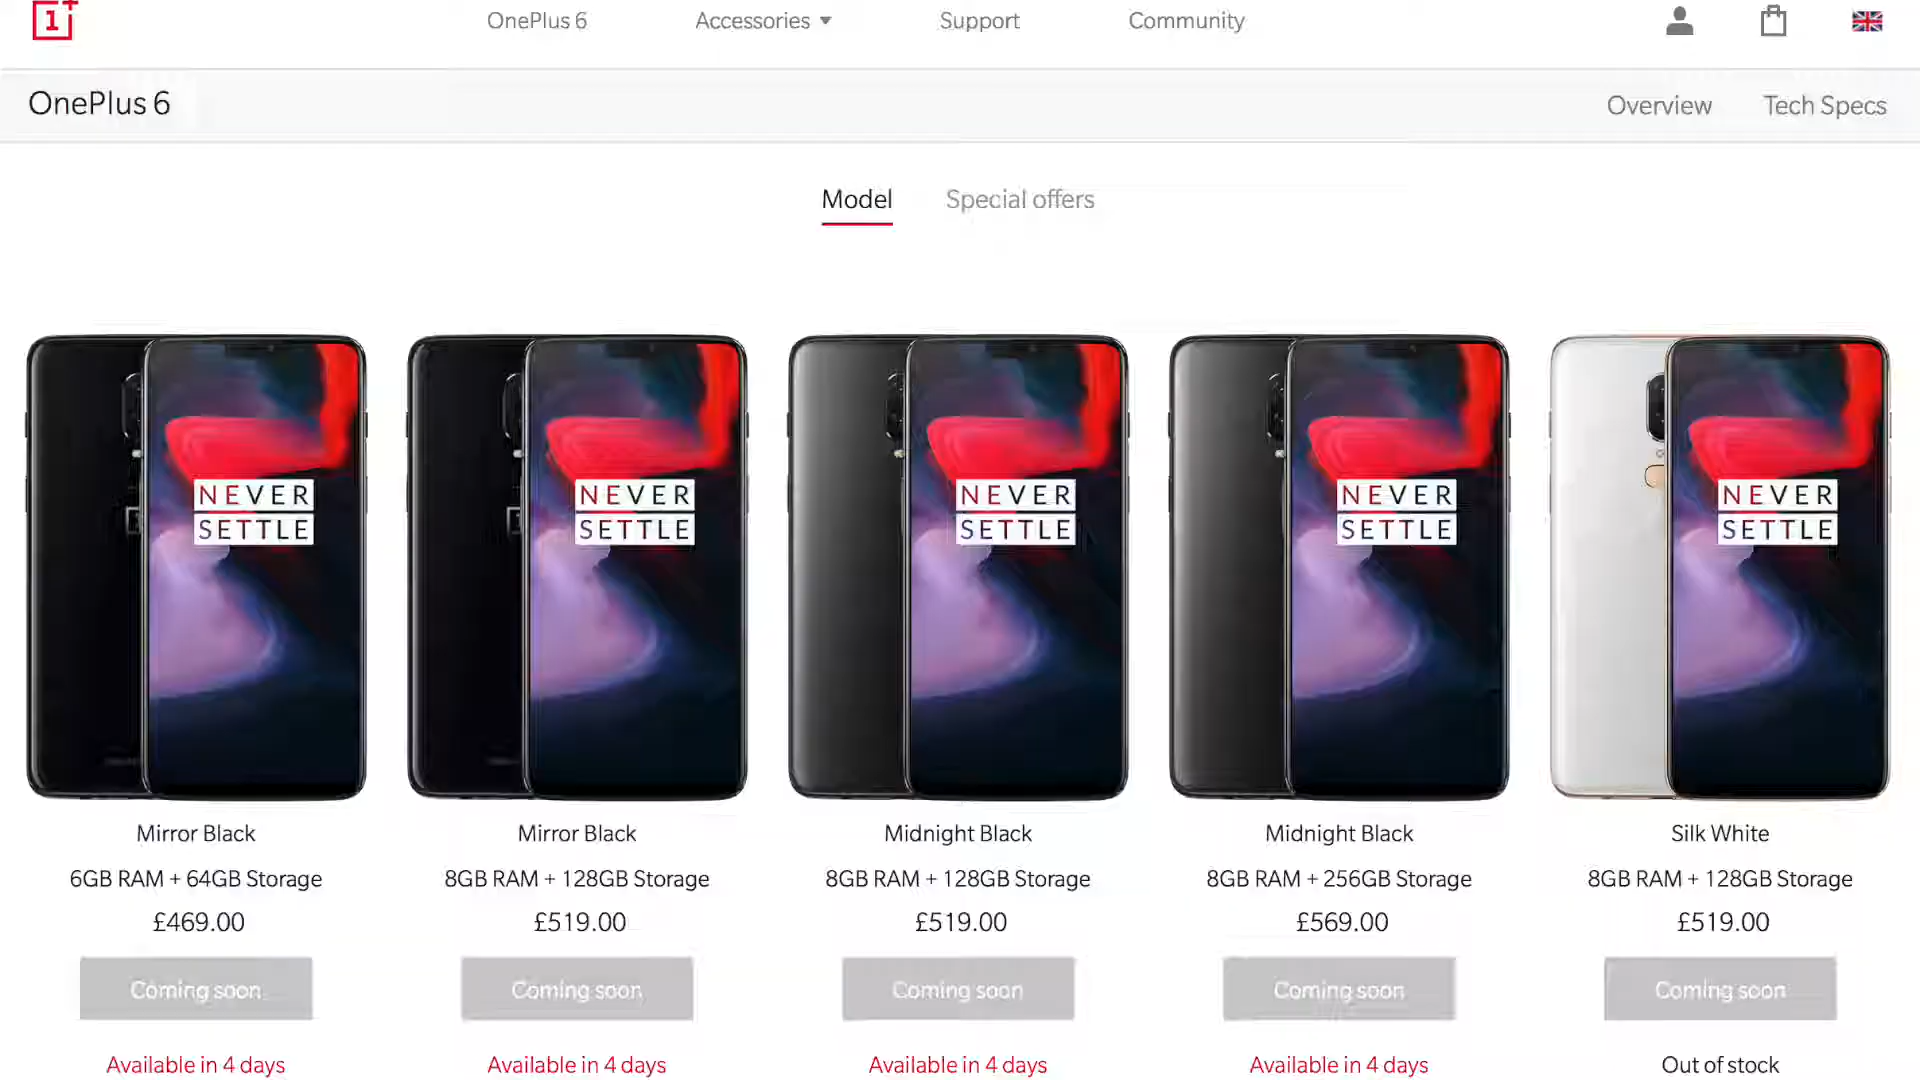 1+
OnePlus 6
Accessories
Support
Community
OnePlus 6
Overview
Tech Specs
Model
Special offers
NEVER
SETTLE
NEVER
SETTLE
NEVER
SETTLE
NEVER
SETTLE
NEVER
SETTLE
Mirror Black
Mirror Black
Midnight Black
Midnight Black
Silk White
6GB RAM + 64GB Storage
8GB RAM + 128GB Storage
8GB RAM + 128GB Storage
8GB RAM + 256GB Storage
8GB RAM + 128GB Storage
£469.00
£519.00
£519.00
£569.00
£519.00
Coming soon
Coming soon
Coming soon
Coming soon
Coming soon
Available in 4 days
Available in 4 days
Available in 4 days
Available in 4 days
Out of stock